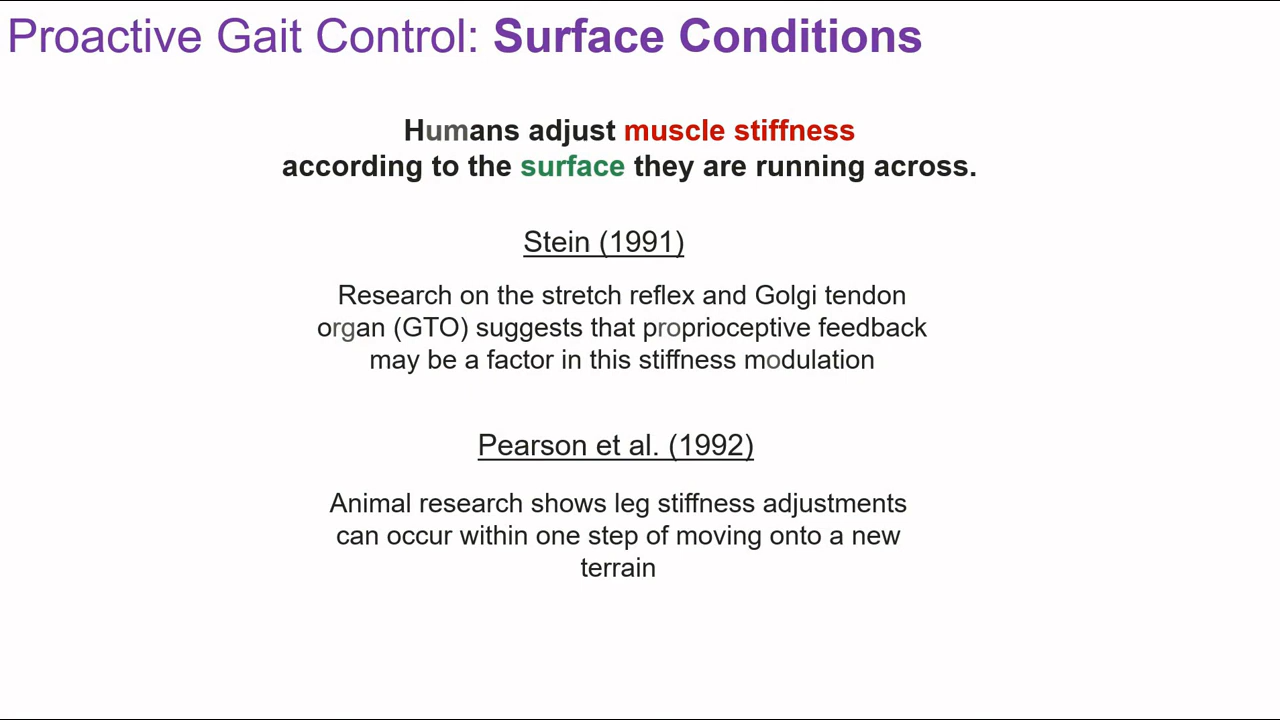 Proactive Gait Control: Surface Conditions
Humans adjust muscle stiffness
according to the surface they are running across.
Stein (1991)
Research on the stretch reflex and Golgi tendon
organ (GTO) suggests that proprioceptive feedback
may be a factor in this stiffness modulation
Pearson et al. (1992)
Animal research shows leg stiffness adjustments
can occur within one step of moving onto a new
terrain